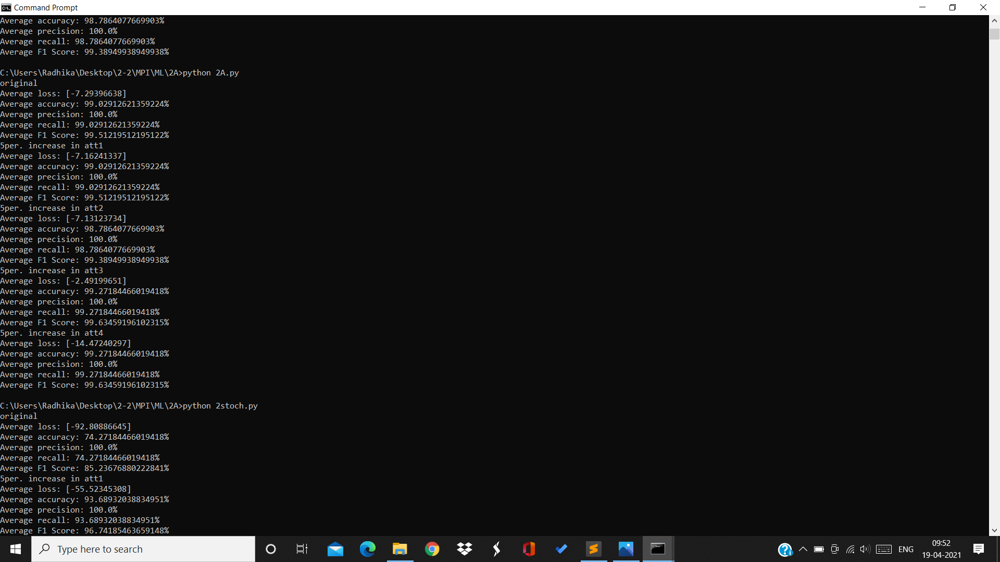 Command Prompt
Average accuracy: 98.7864077669903%
Average precision: 100.0%
Average recall: 98.7864077669903%
Average F1 Score: 99.38949938949938%
C:\Users\Radhika\Desktop\2-2\MPI\ML\2A>python 2A.py
original
Average loss: [-7.29396638]
Average accuracy: 99.02912621359224%
Average precision: 100.0%
Average recall: 99.02912621359224%
Average F1 Score: 99.51219512195122%
5per. increase in att1
Average loss: [-7.16241337]
Average accuracy: 99.02912621359224%
Average precision: 100.0%
Average recall: 99.02912621359224%
Average F1 Score: 99.51219512195122%
5per. increase in att2
Average loss: [-7.13123734]
Average accuracy: 98.7864077669903%
Average precision: 100.0%
Average recall: 98.7864077669903%
Average F1 Score: 99.38949938949938%
5per. increase in att3
Average loss: [-2.49199651]
Average accuracy: 99.27184466019418%
Average precision: 100.0%
Average recall: 99.27184466019418%
Average F1 Score: 99.63459196102315%
5per. increase in att4
Average loss: [-14.47240297]
Average accuracy: 99.27184466019418%
Average precision: 100.0%
Average recall: 99.27184466019418%
Average F1 Score: 99.63459196102315%
C:\Users\Radhika\Desktop\2-2\MPI\ML\2A>python 2stoch.py
original
Average loss: [-92.80886645]
Average accuracy: 74.27184466019418%
Average precision: 100.0%
Average recall: 74.27184466019418%
Average F1 Score: 85.23676880222841%
5per. increase in att1
Average loss: [-55.52345308]
Average accuracy: 93.68932038834951%
Average precision: 100.0%
Average recall: 93.68932038834951%
Average F1 Score: 96.74185463659148%
Type here to search
ENG
09:52
19-04-2021